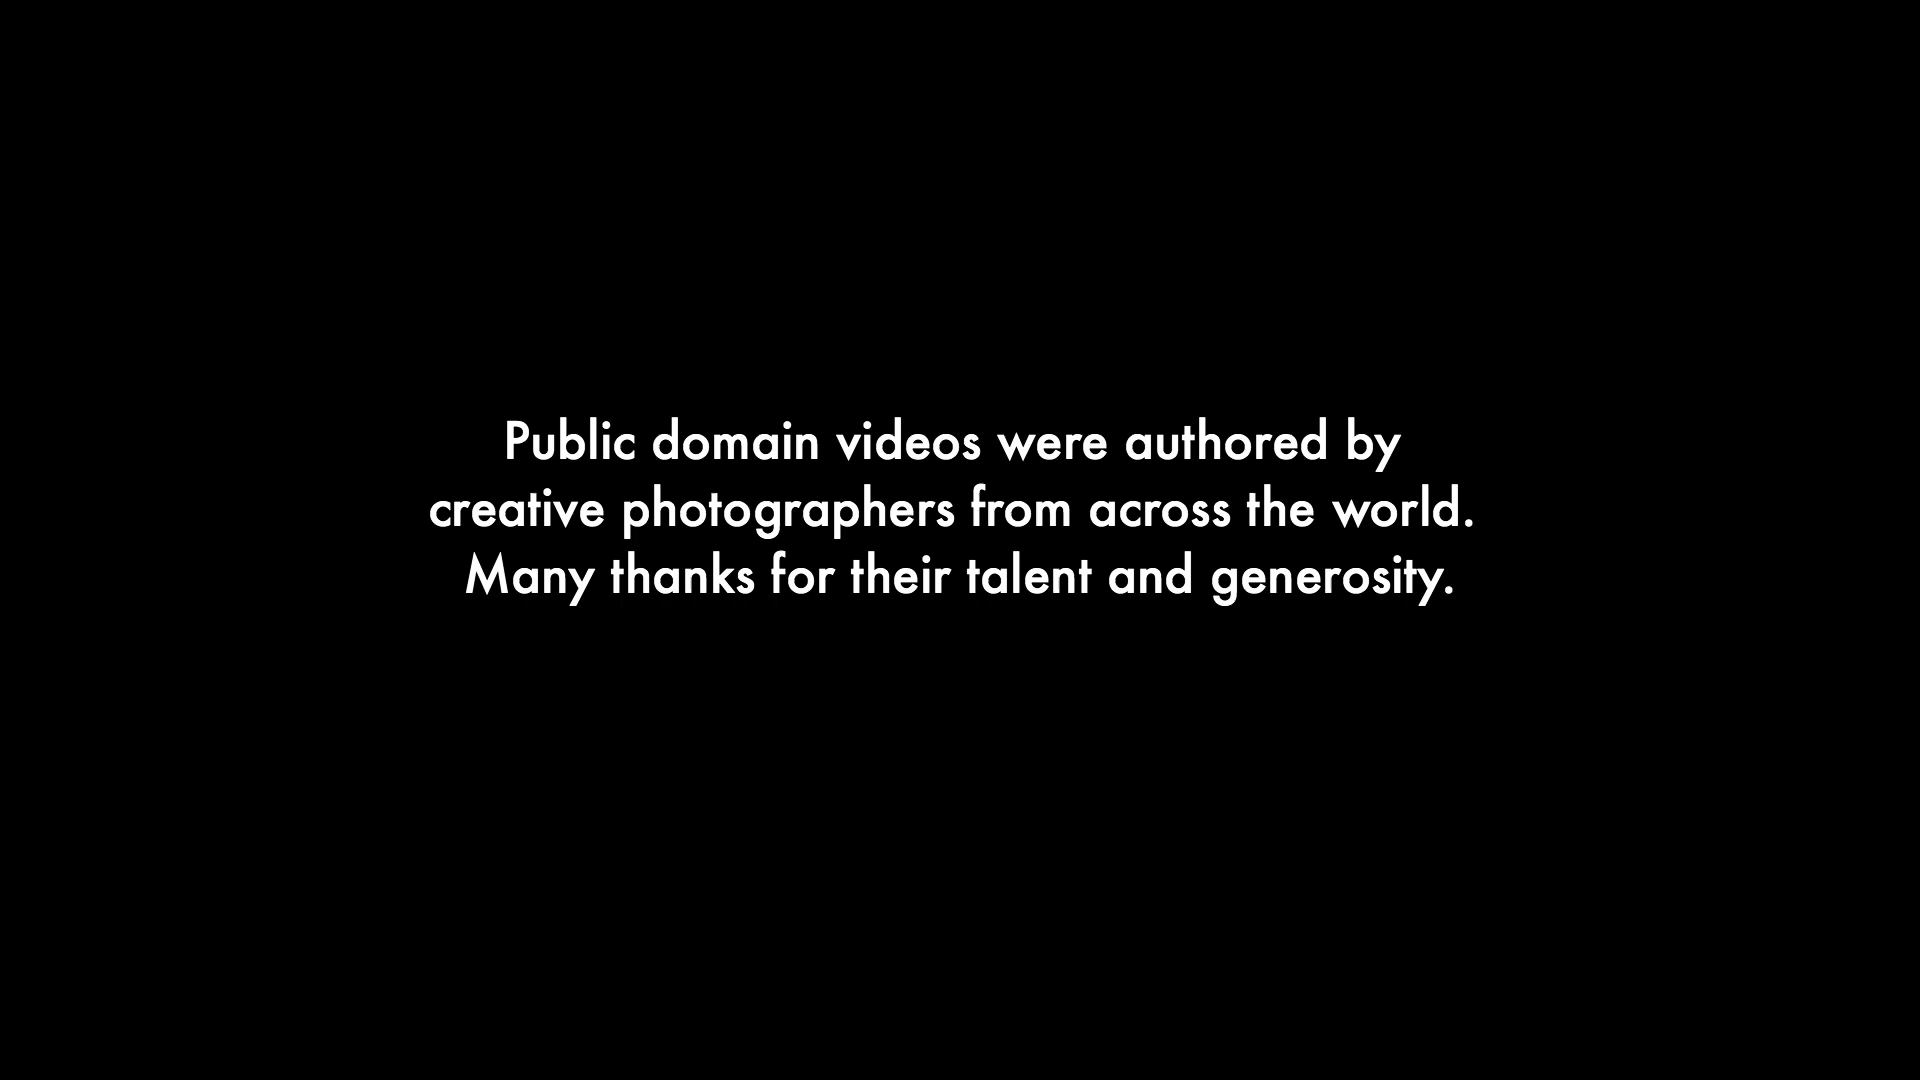 Public domain videos were authored by
creative photographers from across the world.
Many thanks for their talent and generosity.